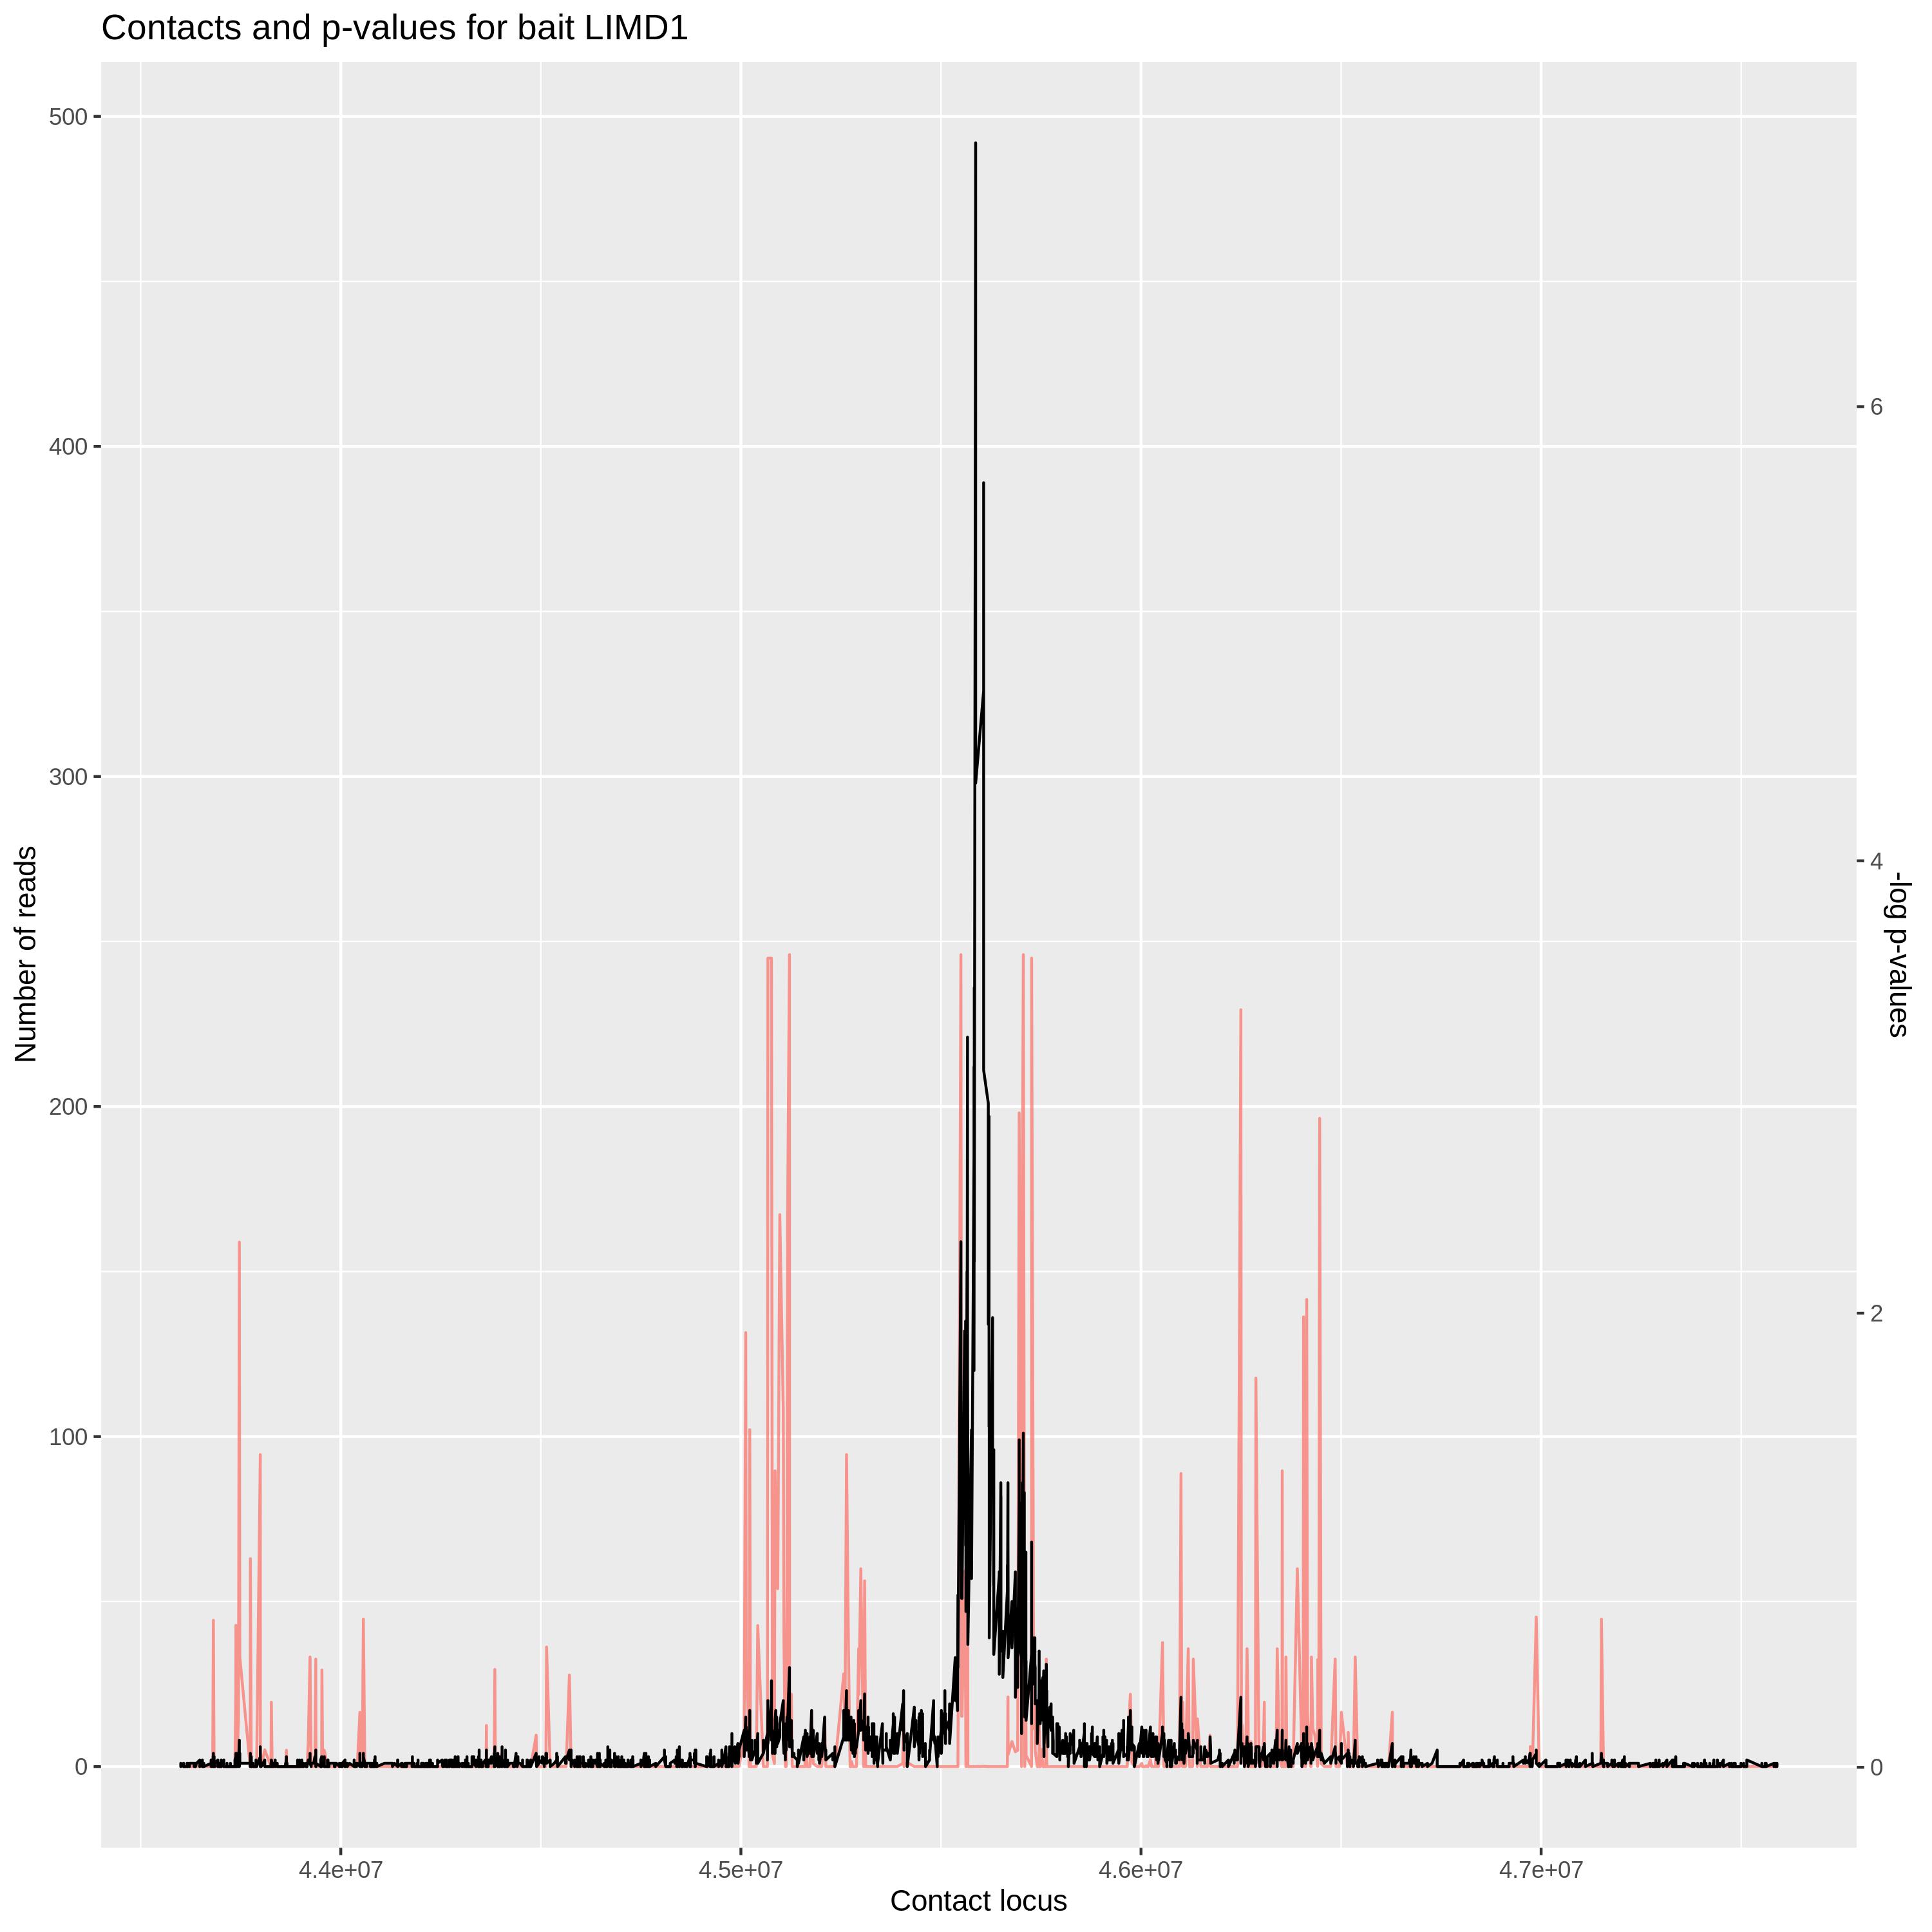 Contacts and p-values for bait LIMD1
500
400
300
200
100
0
Number of reads
6
4
2
0
-log p-values
4.4e+07
4.5e+07
4.6e+07
4.7e+07
Contact locus